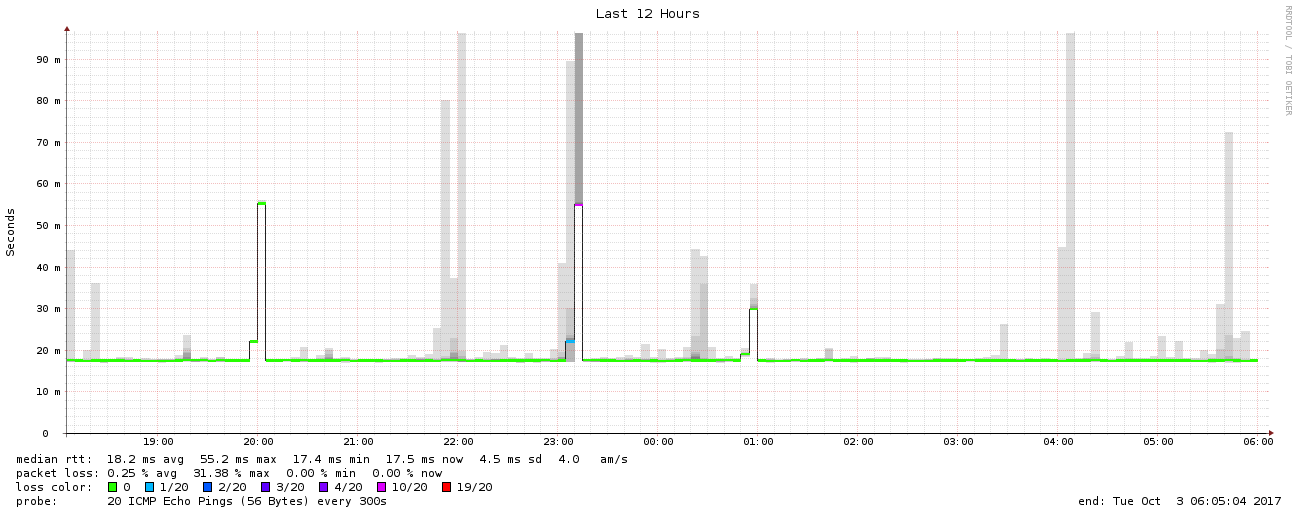 Last 12 Hours
RRDTOOL / TOBI OETIKER
Seconds
90 m
80 m
70 m
60 m
50 m
40 m
30 m
20 m
10 m
0
19:00 20:00 21:00 22:00 23:00 00:00 01:00 02:00 03:00 04:00 05:00 06:00
median rtt: 18.2 ms avg 55.2 ms max 17.4 ms min 17.5 ms now 4.5 ms sd 4.0 am/s
packet loss: 0.25 % avg 31.38 % max 0.00 % min 0.00 % now
loss color: 0 1/20 2/20 3/20 4/20 10/20 19/20
probe: 20 ICMP Echo Pings (56 Bytes) every 300s end: Tue Oct 3 06:05:04 2017